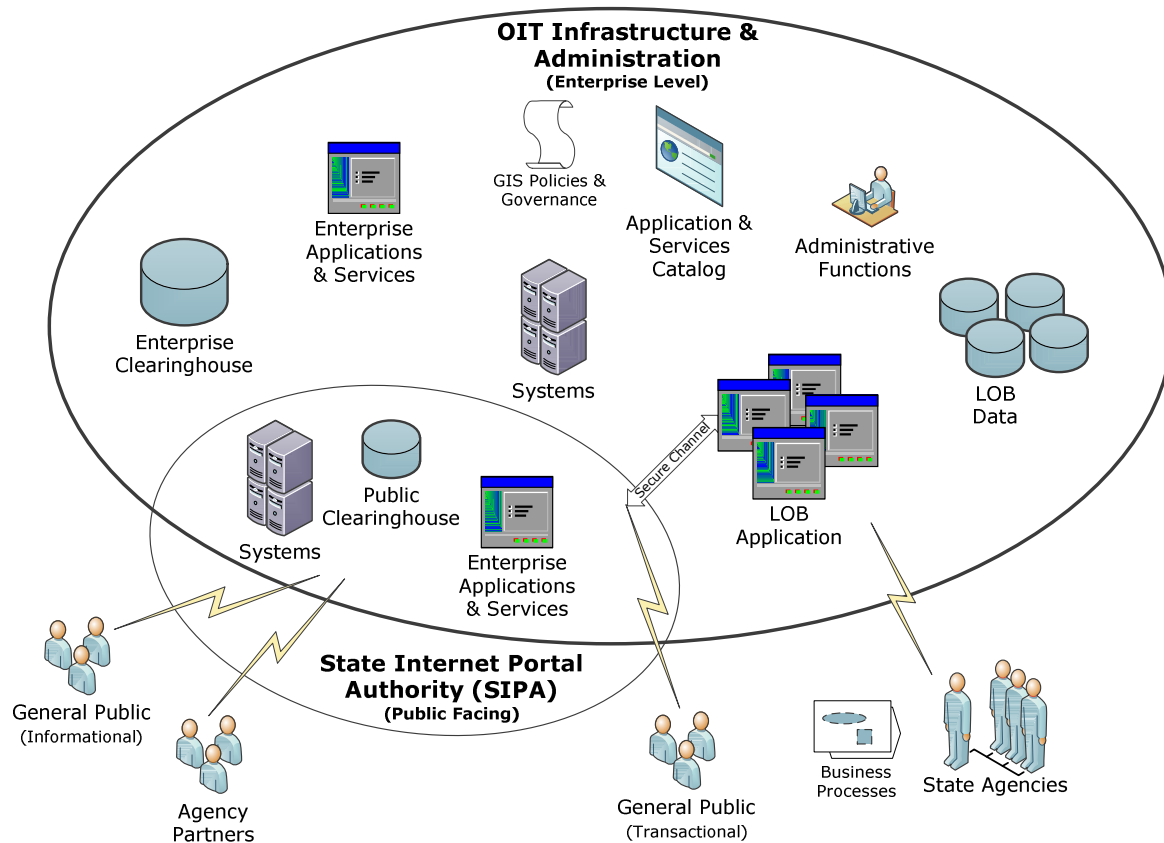 OIT Infrastructure &
Administration
(Enterprise Level)
GIS Policies &
Governance
Enterprise
Applications
& Services
Application &
Services
Catalog
Administrative
Functions
Enterprise
Clearinghouse
Systems
LOB
Data
Secure Channel
LOB
Application
Systems
Public
Clearinghouse
Enterprise
Applications
& Services
State Internet Portal
Authority (SIPA)
(Public Facing)
General Public
(Informational)
Agency
Partners
General Public
(Transactional)
Business
Processes
State Agencies